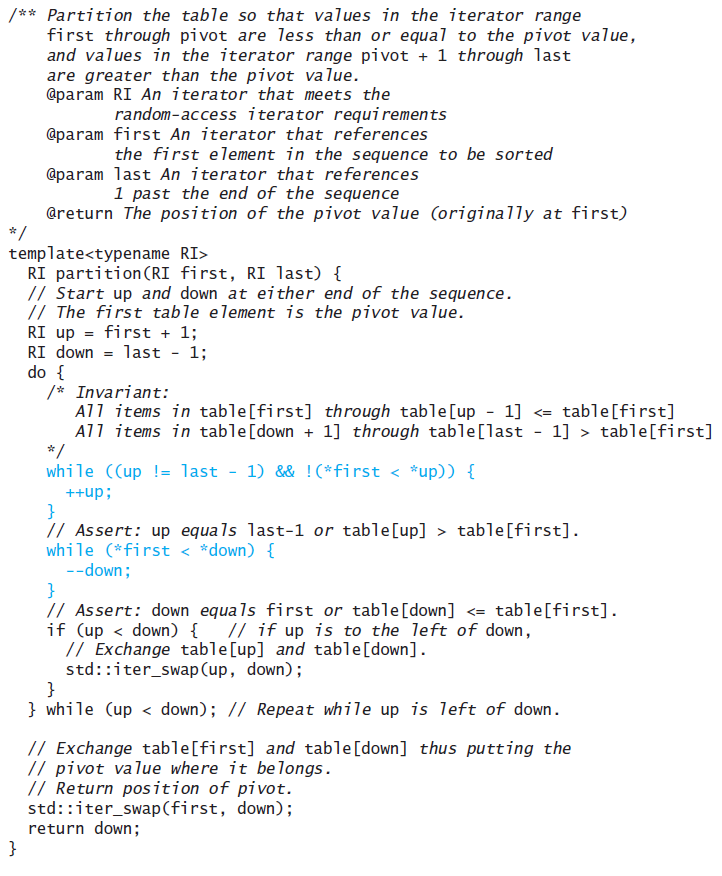 /** Partition the table so that values in the iterator range
first through pivot are less than or equal to the pivot value,
and values in the iterator range pivot + 1 through last
are greater than the pivot value.
@param RI An iterator that meets the
random-access iterator requirements
@param first An iterator that references
the first element in the sequence to be sorted
@param last An iterator that references
1 past the end of the sequence
@return The position of the pivot value (originally at first)
*/
template<typename RI>
RI partition(RI first, RI last) {
// Start up and down at either end of the sequence.
// The first table element is the pivot value.
RI up = first + 1;
RI down = last - 1;
do {
/* Invariant:
All items in table[first] through table[up - 1] <= table[first]
All items in table[down + 1] through table[last - 1] > table[first]
*/
while ((up != last - 1) && !(*first < *up)) {
++up;
}
// Assert: up equals last-1 or table[up] > table[first].
while (*first < *down) {
--down;
}
// Assert: down equals first or table[down] <= table[first].
if (up < down) { // if up is to the left of down,
// Exchange table[up] and table[down].
std::iter_swap(up, down);
}
} while (up < down); // Repeat while up is left of down.
// Exchange table[first] and table[down] thus putting the
// pivot value where it belongs.
// Return position of pivot.
std::iter_swap(first, down);
return down;
}